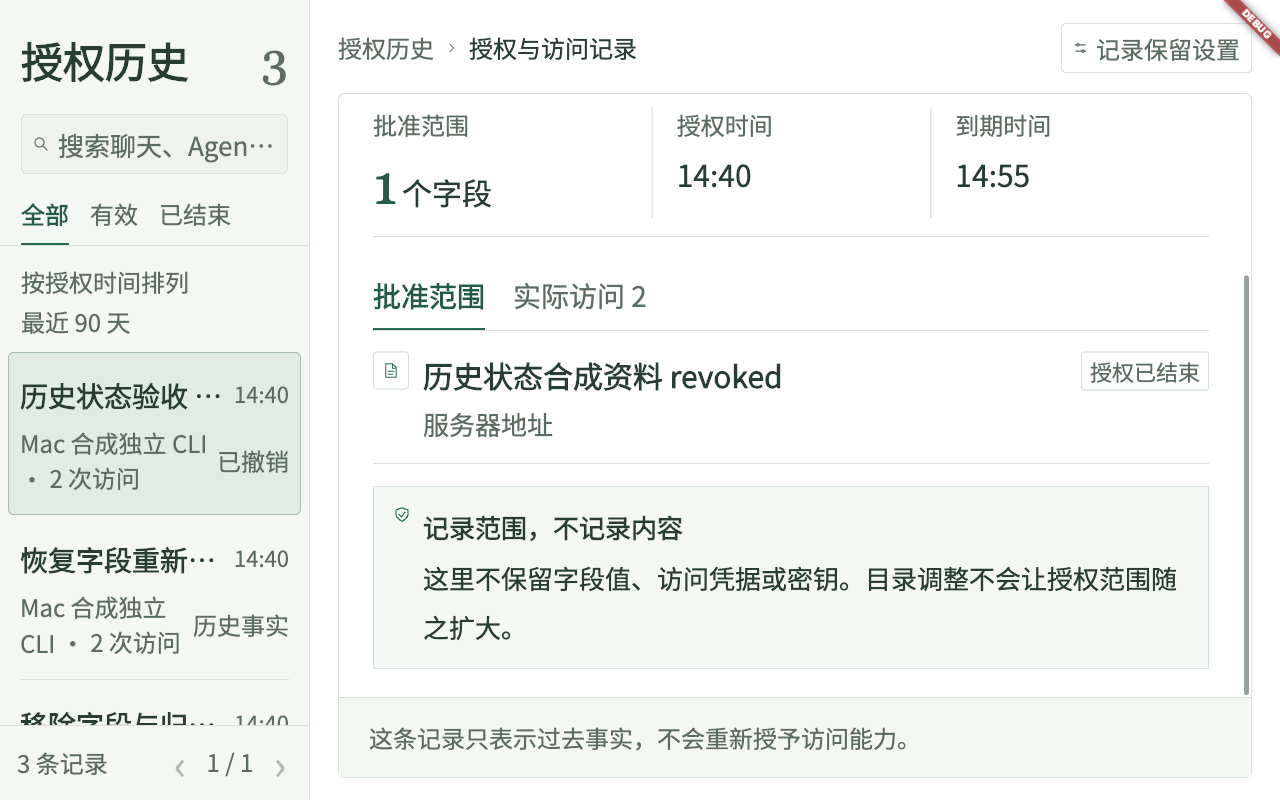 授权历史
3
搜索聊天、Agen…
全部
有效
已结束
按授权时间排列
最近 90 天
历史状态验收 …
14:40
Mac 合成独立 CLI
· 2 次访问
已撤销
恢复字段重新…
14:40
Mac 合成独立
CLI · 2 次访问
历史事实
移除字段与归…
14:40
3 条记录
1 / 1
授权历史 › 授权与访问记录
记录保留设置
DEBUG
批准范围
1 个字段
授权时间
14:40
到期时间
14:55
批准范围
实际访问 2
历史状态合成资料 revoked
服务器地址
授权已结束
记录范围，不记录内容
这里不保留字段值、访问凭据或密钥。目录调整不会让授权范围随
之扩大。
这条记录只表示过去事实，不会重新授予访问能力。